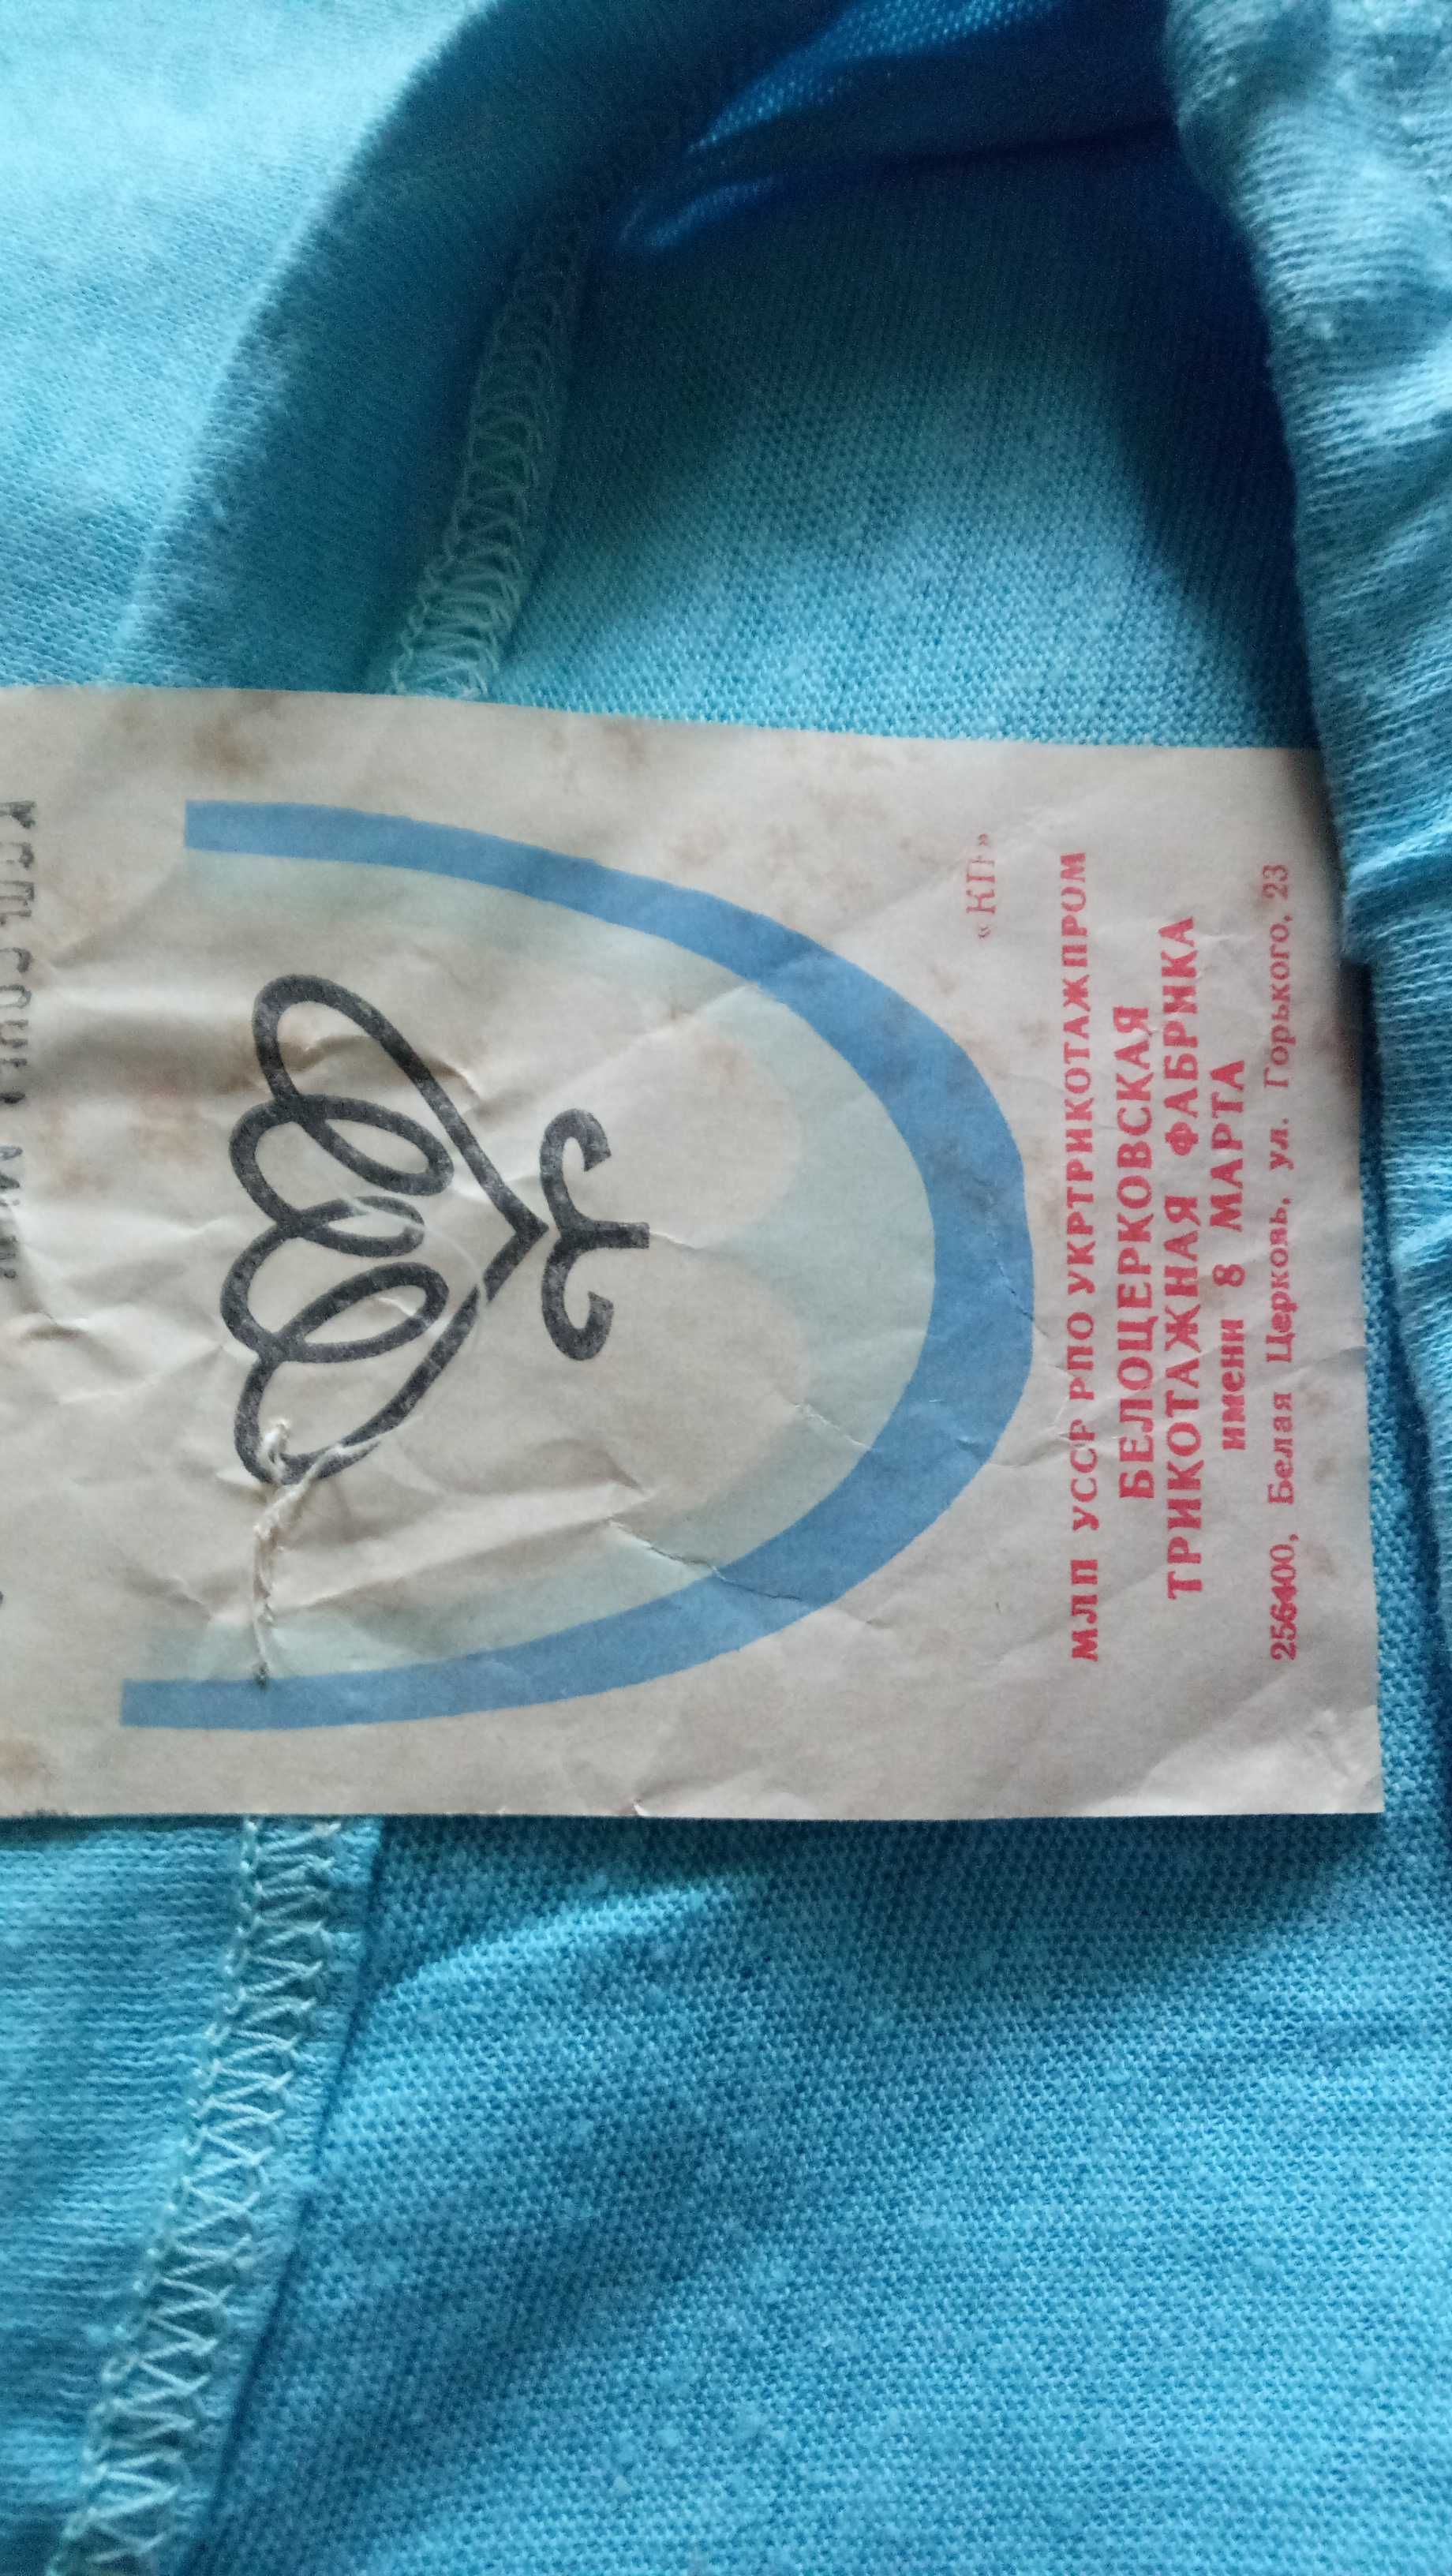 «КП»
МЛП УССР РПО УКРТРИКОТАЖПРОМ
БЕЛОЦЕРКОВСКАЯ
ТРИКОТАЖНАЯ ФАБРИКА
имени 8 МАРТА
256400, Белая Церковь, ул. Горького, 23